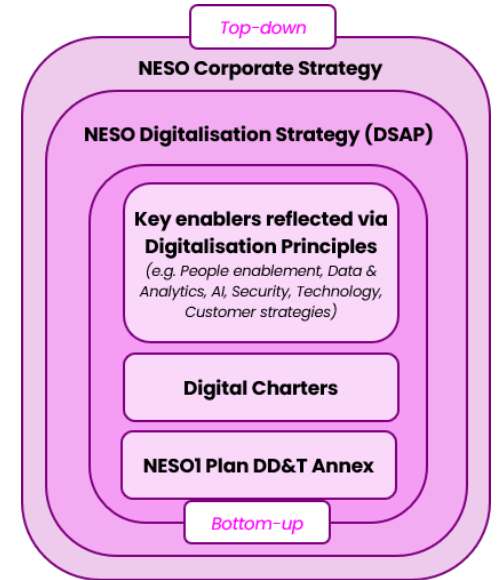 Top-down
NESO Corporate Strategy
NESO Digitalisation Strategy (DSAP)
Key enablers reflected via
Digitalisation Principles
(e.g. People enablement, Data &
Analytics, AI, Security, Technology,
Customer strategies)
Digital Charters
NESO1 Plan DD&T Annex
Bottom-up